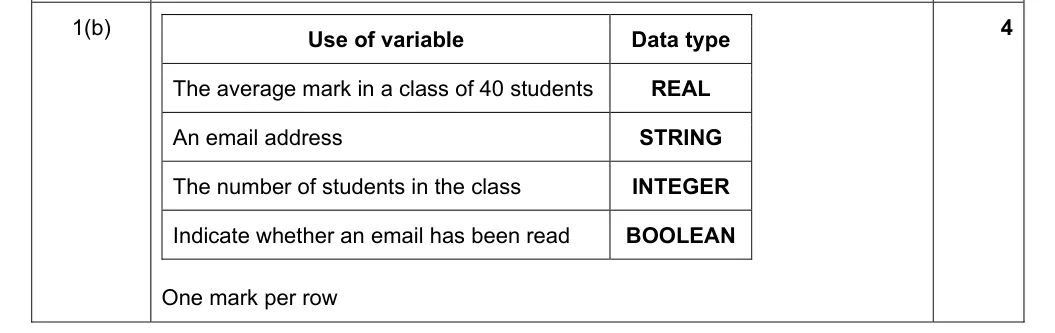 1(b)
Use of variable Data type 4
The average mark in a class of 40 students REAL
An email address STRING
The number of students in the class INTEGER
Indicate whether an email has been read BOOLEAN
One mark per row